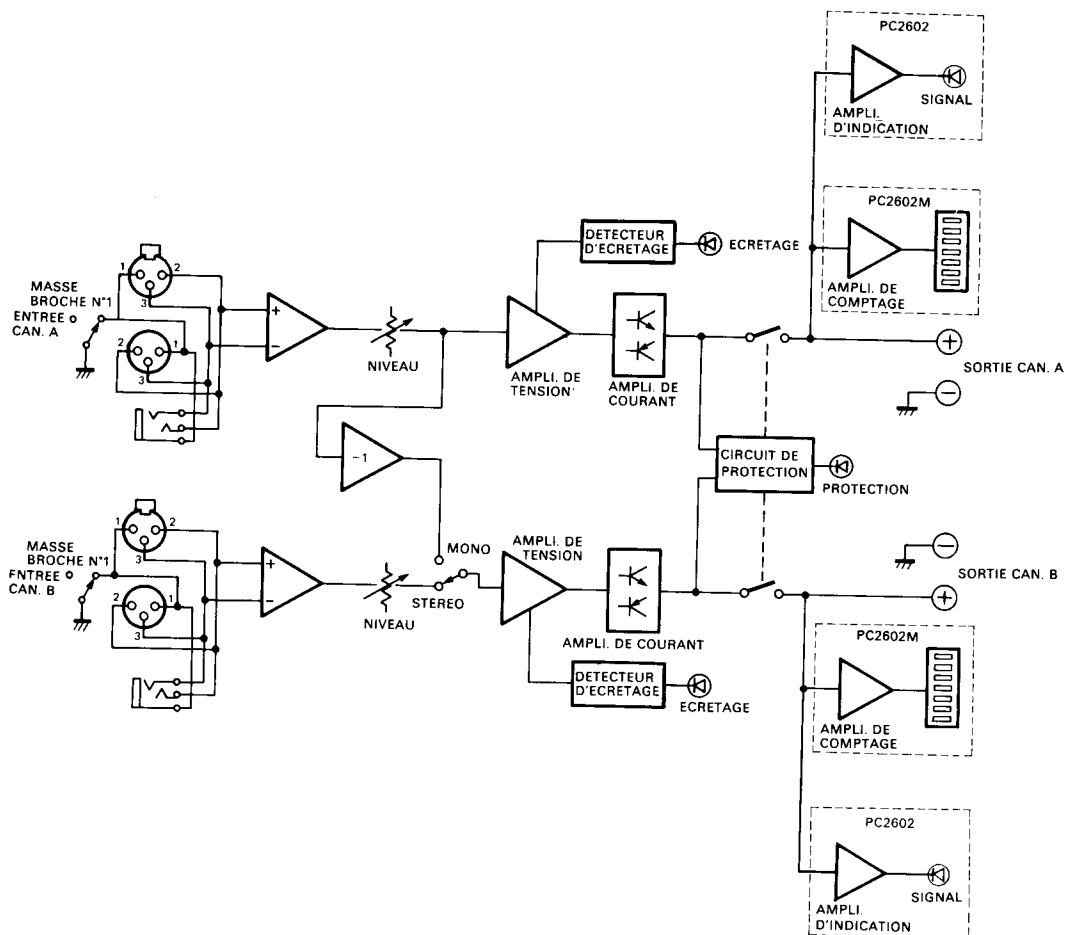 PC2602
SIGNAL
AMPLI.
D'INDICATION
PC2602M
AMPLI. DE
COMPTAGE
DETECTEUR
D'ECRETAGE
ECRETAGE
MASSE
BROCHE N°1
ENTREE
CAN. A
1
2
3
2
1
3
+
−
NIVEAU
AMPLI. DE
TENSION'
AMPLI. DE
COURANT
+
SORTIE CAN. A
−
-1
CIRCUIT DE
PROTECTION
PROTECTION
MASSE
BROCHE N°1
FNTREE
CAN. B
1
2
3
2
1
3
+
−
NIVEAU
MONO
STEREO
AMPLI. DE
TENSION
AMPLI. DE COURANT
−
SORTIE CAN. B
+
DETECTEUR
D'ECRETAGE
ECRETAGE
PC2602M
AMPLI. DE
COMPTAGE
PC2602
SIGNAL
AMPLI.
D'INDICATION